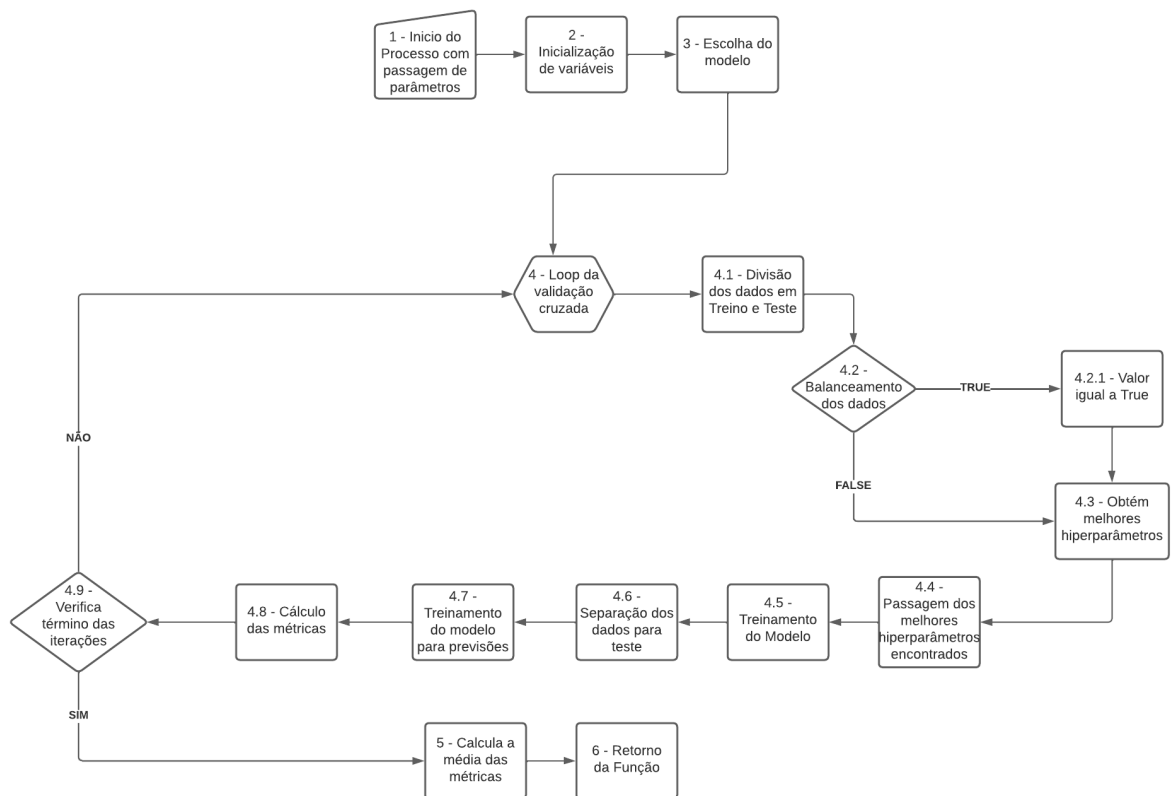 1 - Inicio do
Processo com
passagem de
parâmetros
2 -
Inicialização
de variáveis
3 - Escolha do
modelo
4 - Loop da
validação
cruzada
4.1 - Divisão
dos dados em
Treino e Teste
4.2 -
Balanceamento
dos dados
TRUE
4.2.1 - Valor
igual a True
FALSE
4.3 - Obtém
melhores
hiperparâmetros
4.4 -
Passagem dos
melhores
hiperparâmetros
encontrados
4.5 -
Treinamento
do Modelo
4.6 -
Separação dos
dados para
teste
4.7 -
Treinamento
do modelo
para previsões
4.8 - Cálculo
das métricas
4.9 -
Verifica
término das
iterações
NÃO
SIM
5 - Calcula a
média das
métricas
6 - Retorno
da Função